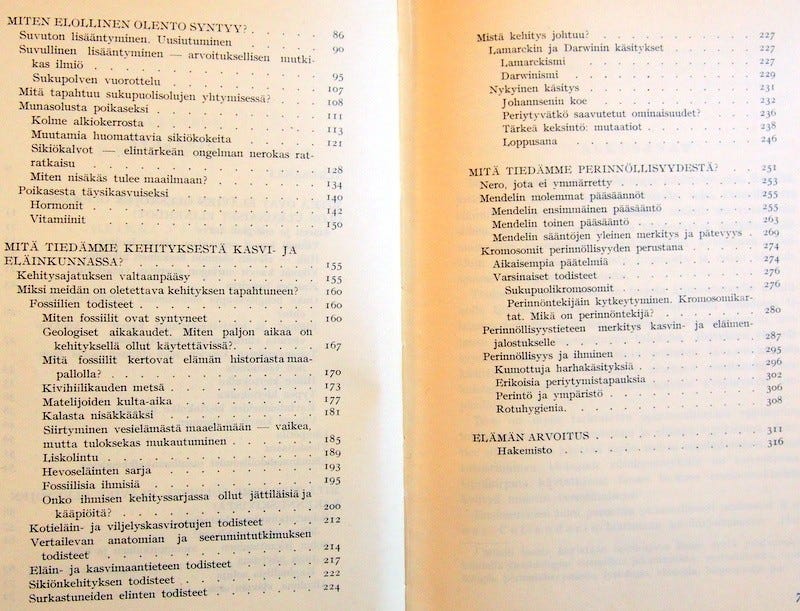 MITEN ELOLLINEN OLENTO SYNTYY? . . . . . 86
Suvuton lisääntyminen. Uusiutuminen . . . . . 90
Suvullinen lisääntyminen — arvoituksellisen mutki-
kas ilmiö . . . . . 95
Sukupolven vuorottelu . . . . . 107
Mitä tapahtuu sukupuolisolujen yhtymisessä? . . . . . 108
Munasolusta poikaseksi . . . . . 111
Kolme alkiokerrosta . . . . . 113
Muutamia huomattavia sikiökokeita . . . . . 121
Sikiökalvot — elintärkeän ongelman nerokas rat-
ratkaisu . . . . . 128
Miten nisäkäs tulee maailmaan? . . . . . 134
Poikasesta täysikasvuiseksi . . . . . 140
Hormonit . . . . . 142
Vitamiinit . . . . . 150
MITÄ TIEDÄMME KEHITYKSESTÄ KASVI- JA
ELÄINKUNNASSA? . . . . . 155
Kehitysajatuksen valtaanpääsy . . . . . 155
Miksi meidän on oletettava kehityksen tapahtuneen? 160
Fossiilien todisteet . . . . . 160
Miten fossiilit ovat syntyneet . . . . . 160
Geologiset aikakaudet. Miten paljon aikaa on
kehityksellä ollut käytettävissä?. . . . . 167
Mitä fossiilit kertovat elämän historiasta maa-
pallolla? . . . . . 170
Kivihiilikauden metsä . . . . . 173
Matelijoiden kulta-aika . . . . . 177
Kalasta nisäkkääksi . . . . . 181
Siirtyminen vesielämästä maaelämään — vaikea,
mutta tuloksekas mukautuminen . . . . . 185
Liskolintu . . . . . 189
Hevoseläinten sarja . . . . . 193
Fossiilisia ihmisiä . . . . . 195
Onko ihmisen kehityssarjassa ollut jättiläisiä ja
kääpiöitä? . . . . . 200
Kotieläin- ja viljelyskasvirotujen todisteet . . . . . 212
Vertailevan anatomian ja seerumintutkimuksen
todisteet . . . . . 214
Eläin- ja kasvimaantieteen todisteet . . . . . 217
Sikiönkehityksen todisteet . . . . . 222
Surkastuneiden elinten todisteet . . . . . 224
Mistä kehitys johtuu? . . . . . 227
Lamarckin ja Darwinin käsitykset . . . . . 227
Lamarckismi . . . . . 227
Darwinismi . . . . . 229
Nykyinen käsitys . . . . . 231
Johannsenin koe . . . . . 232
Periytyvätkö saavutetut ominaisuudet? . . . . . 236
Tärkeä keksintö: mutaatiot . . . . . 238
Loppusana . . . . . 246
MITÄ TIEDÄMME PERINNÖLLISYYDESTÄ? . . . . . 251
Nero, jota ei ymmärretty . . . . . 253
Mendelin molemmat pääsäännöt . . . . . 255
Mendelin ensimmäinen pääsääntö . . . . . 255
Mendelin toinen pääsääntö . . . . . 263
Mendelin sääntöjen yleinen merkitys ja pätevyys . 269
Kromosomit perinnöllisyyden perustana . . . . . 274
Aikaisempia päätelmiä . . . . . 274
Varsinaiset todisteet . . . . . 276
Sukupuolikromosomit . . . . . 276
Perinnöntekijäin kytkeytyminen. Kromosomikar-
tat. Mikä on perinnöntekijä? . . . . . 280
Perinnöllisyystieteen merkitys kasvin- ja eläimen-
jalostukselle . . . . . 287
Perinnöllisyys ja ihminen . . . . . 295
Kumottuja harhakäsityksiä . . . . . 296
Erikoisia periytymistapauksia . . . . . 302
Perintö ja ympäristö . . . . . 306
Rotuhygienia. . . . . 308
ELÄMÄN ARVOITUS . . . . . 311
Hakemisto . . . . . 316
7